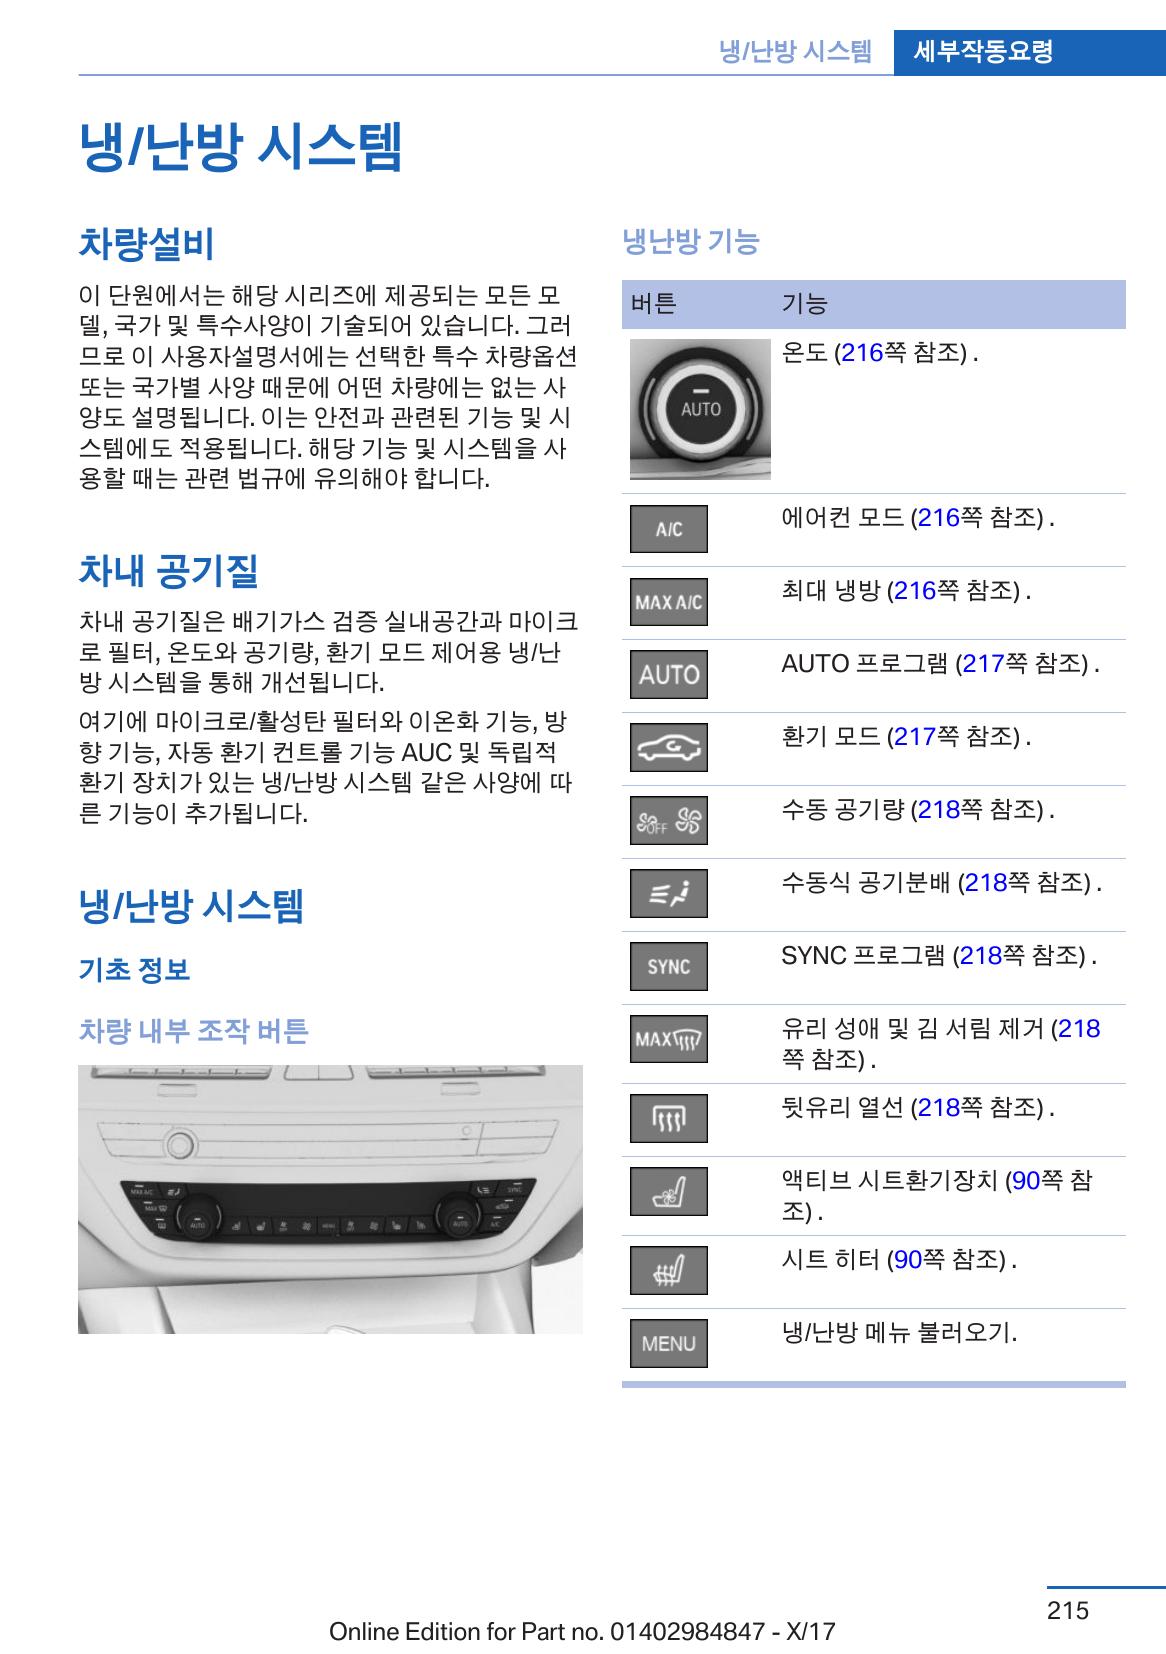 냉/난방 시스템 세부작동요령
냉/난방 시스템
차량설비
이 단원에서는 해당 시리즈에 제공되는 모든 모
델, 국가 및 특수사양이 기술되어 있습니다. 그러
므로 이 사용자설명서에는 선택한 특수 차량옵션
또는 국가별 사양 때문에 어떤 차량에는 없는 사
양도 설명됩니다. 이는 안전과 관련된 기능 및 시
스템에도 적용됩니다. 해당 기능 및 시스템을 사
용할 때는 관련 법규에 유의해야 합니다.
차내 공기질
차내 공기질은 배기가스 검증 실내공간과 마이크
로 필터, 온도와 공기량, 환기 모드 제어용 냉/난
방 시스템을 통해 개선됩니다.
여기에 마이크로/활성탄 필터와 이온화 기능, 방
향 기능, 자동 환기 컨트롤 기능 AUC 및 독립적
환기 장치가 있는 냉/난방 시스템 같은 사양에 따
른 기능이 추가됩니다.
냉/난방 시스템
기초 정보
차량 내부 조작 버튼
MAX A/C
SYNC
MAX
AUTO
OFF
MENU
OFF
AUTO
A/C
냉난방 기능
버튼 기능
AUTO 온도 (216쪽 참조) .
A/C 에어컨 모드 (216쪽 참조) .
MAX A/C 최대 냉방 (216쪽 참조) .
AUTO AUTO 프로그램 (217쪽 참조) .
환기 모드 (217쪽 참조) .
OFF 수동 공기량 (218쪽 참조) .
수동식 공기분배 (218쪽 참조) .
SYNC SYNC 프로그램 (218쪽 참조) .
MAX 유리 성애 및 김 서림 제거 (218
쪽 참조) .
뒷유리 열선 (218쪽 참조) .
액티브 시트환기장치 (90쪽 참
조) .
시트 히터 (90쪽 참조) .
MENU 냉/난방 메뉴 불러오기.
215
Online Edition for Part no. 01402984847 - X/17